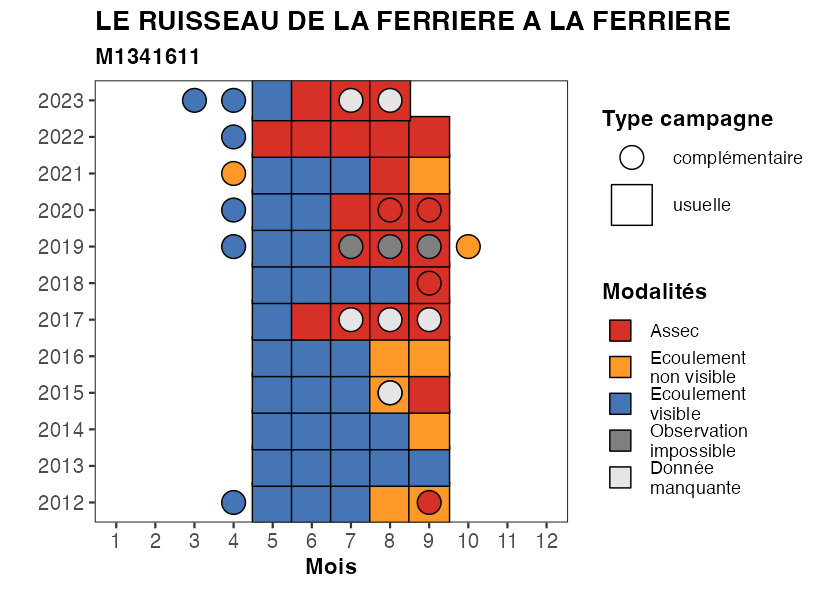 LE RUISSEAU DE LA FERRIERE A LA FERRIERE
M1341611
2023
2022
2021
2020
2019
2018
2017
2016
2015
2014
2013
2012
1 2 3 4 5 6 7 8 9 10 11 12
Mois
Type campagne
complémentaire
usuelle
Modalités
Assec
Ecoulement
non visible
Ecoulement
visible
Observation
impossible
Donnée
manquante